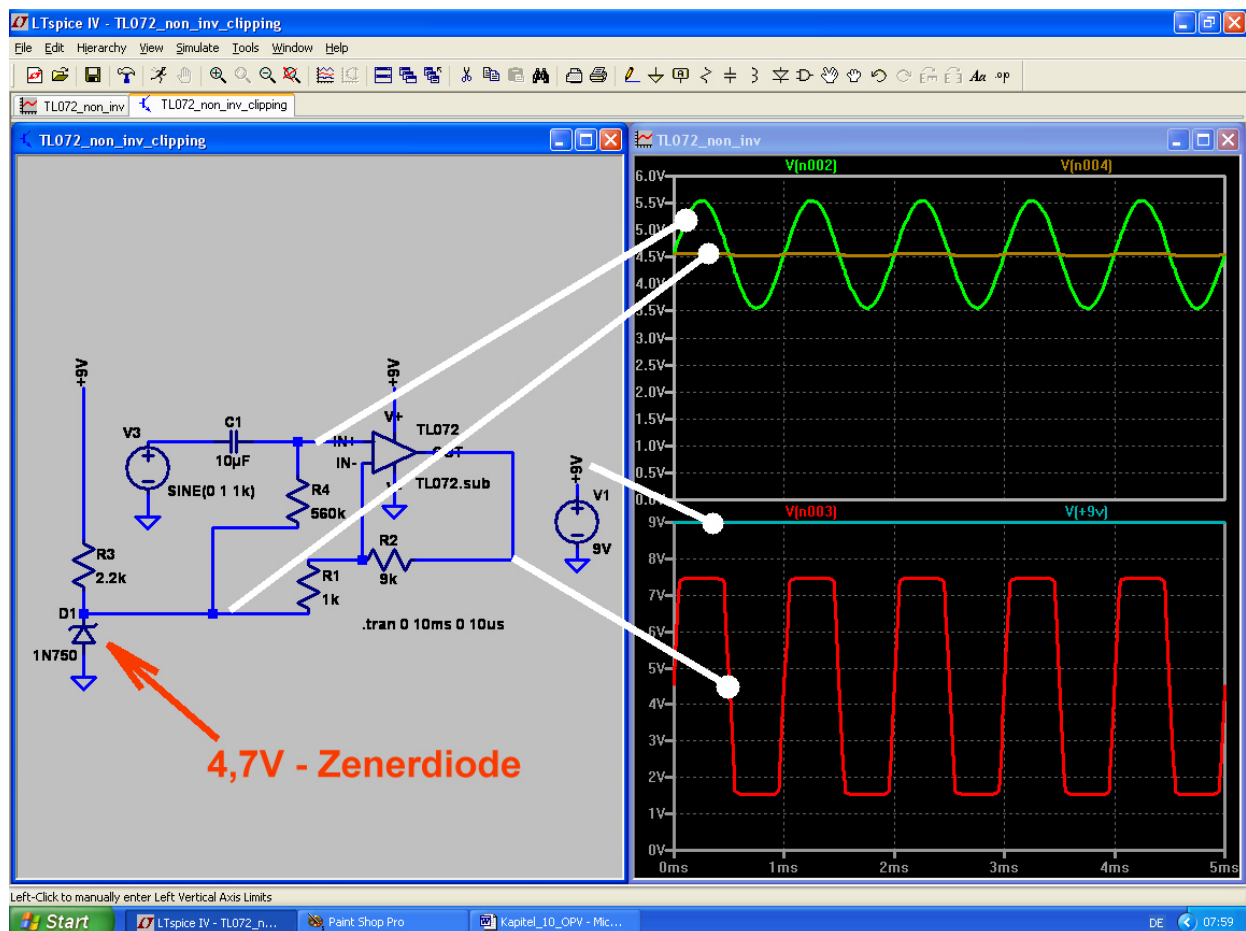 LTspice IV - TL072_non_inv_clipping
File Edit Hierarchy View Simulate Tools Window Help
Aa .op
TL072_non_inv TL072_non_inv_clipping
TL072_non_inv_clipping
+9V
+9V
V3
C1
10µF
SINE(0 1 1k)
R4
560k
IN+
IN-
V+
TL072
OUT
TL072.sub
+9V
V1
9V
R3
2.2k
R2
9k
R1
1k
D1
1N750
.tran 0 10ms 0 10us
4,7V - Zenerdiode
TL072_non_inv
V(n002) V(n004)
6.0V
5.5V
5.0V
4.5V
4.0V
3.5V
3.0V
2.5V
2.0V
1.5V
1.0V
0.5V
0.0V
V(n003) V(+9v)
9V
8V
7V
6V
5V
4V
3V
2V
1V
0V
0ms 1ms 2ms 3ms 4ms 5ms
Left-Click to manually enter Left Vertical Axis Limits
Start LTspice IV - TL072_n... Paint Shop Pro Kapitel_10_OPV - Mic... DE 07:59